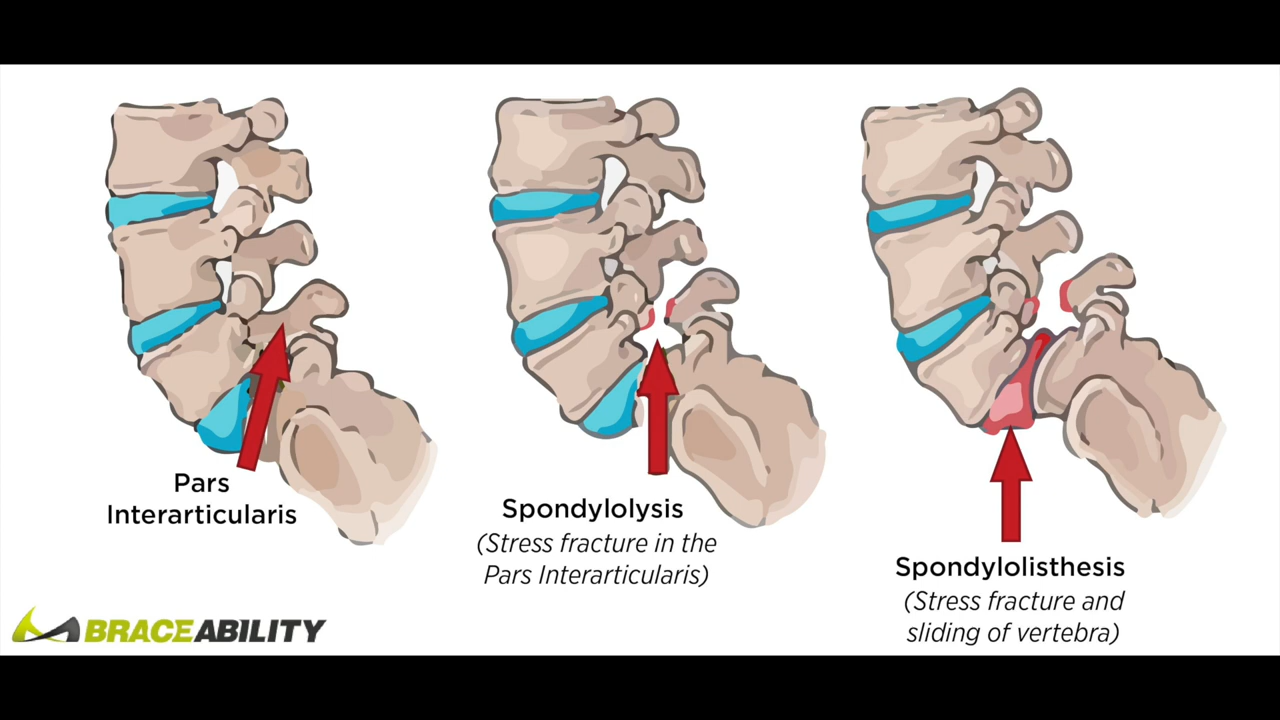 Pars
Interarticularis
Spondylolysis
(Stress fracture in the
Pars Interarticularis)
Spondylolisthesis
(Stress fracture and
sliding of vertebra)
BRACEABILITY